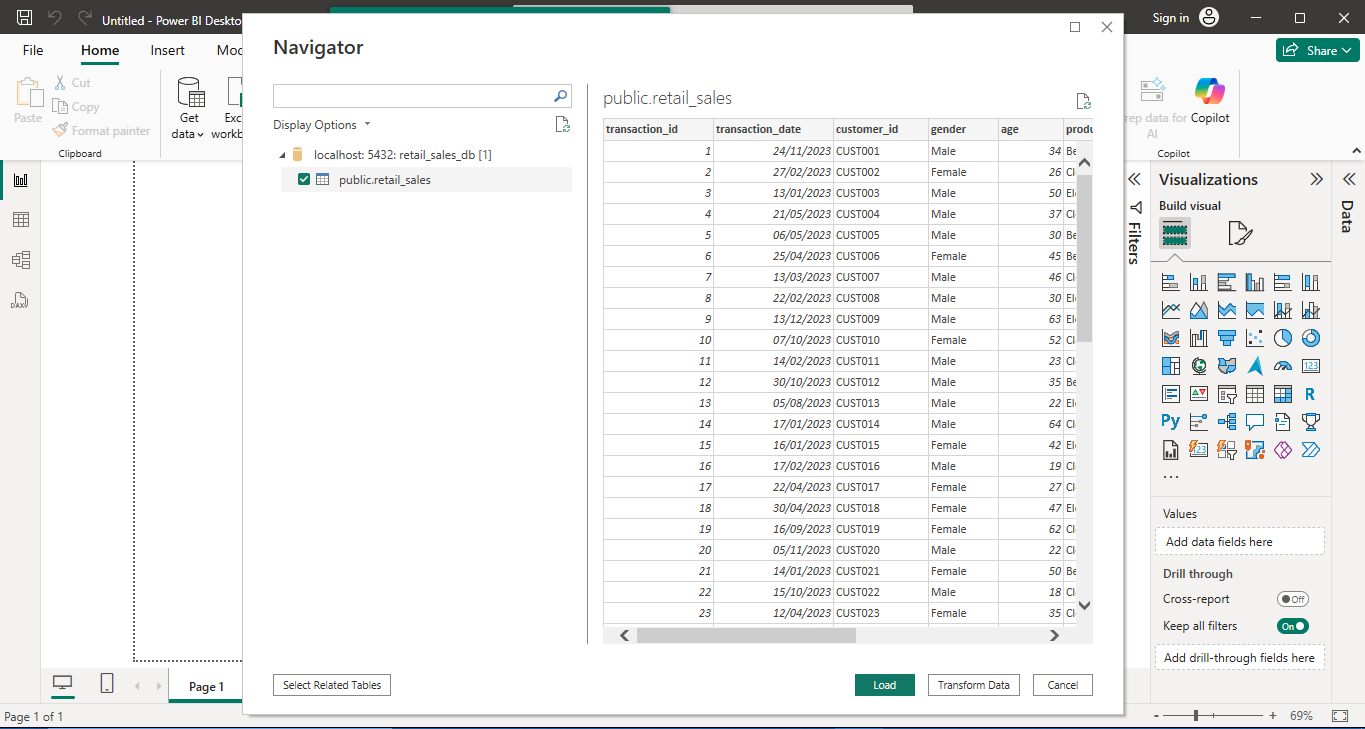 Untitled - Power BI Deskto
Sign in
File
Home
Insert
Mod
Share
Paste
Cut
Copy
Format painter
Clipboard
Get
data
Exc
workb
rep data for
AI
Copilot
Copilot
Navigator
Display Options
localhost: 5432: retail_sales_db [1]
public.retail_sales
public.retail_sales
transaction_id transaction_date customer_id gender age produ
1 24/11/2023 CUST001 Male 34 Be
2 27/02/2023 CUST002 Female 26 Cl
3 13/01/2023 CUST003 Male 50 El
4 21/05/2023 CUST004 Male 37 Cl
5 06/05/2023 CUST005 Male 30 Be
6 25/04/2023 CUST006 Female 45 Be
7 13/03/2023 CUST007 Male 46 Cl
8 22/02/2023 CUST008 Male 30 El
9 13/12/2023 CUST009 Male 63 El
10 07/10/2023 CUST010 Female 52 Cl
11 14/02/2023 CUST011 Male 23 Cl
12 30/10/2023 CUST012 Male 35 Be
13 05/08/2023 CUST013 Male 22 El
14 17/01/2023 CUST014 Male 64 Cl
15 16/01/2023 CUST015 Female 42 El
16 17/02/2023 CUST016 Male 19 Cl
17 22/04/2023 CUST017 Female 27 Cl
18 30/04/2023 CUST018 Female 47 El
19 16/09/2023 CUST019 Female 62 Cl
20 05/11/2023 CUST020 Male 22 Cl
21 14/01/2023 CUST021 Female 50 Be
22 15/10/2023 CUST022 Male 18 Cl
23 12/04/2023 CUST023 Female 35 Cl
Select Related Tables
Load
Transform Data
Cancel
Filters
Visualizations
Build visual
123
R
Py
123
Values
Add data fields here
Drill through
Cross-report
Off
Keep all filters
On
Add drill-through fields here
Data
DAX
Page 1
Page 1 of 1
- + 69%